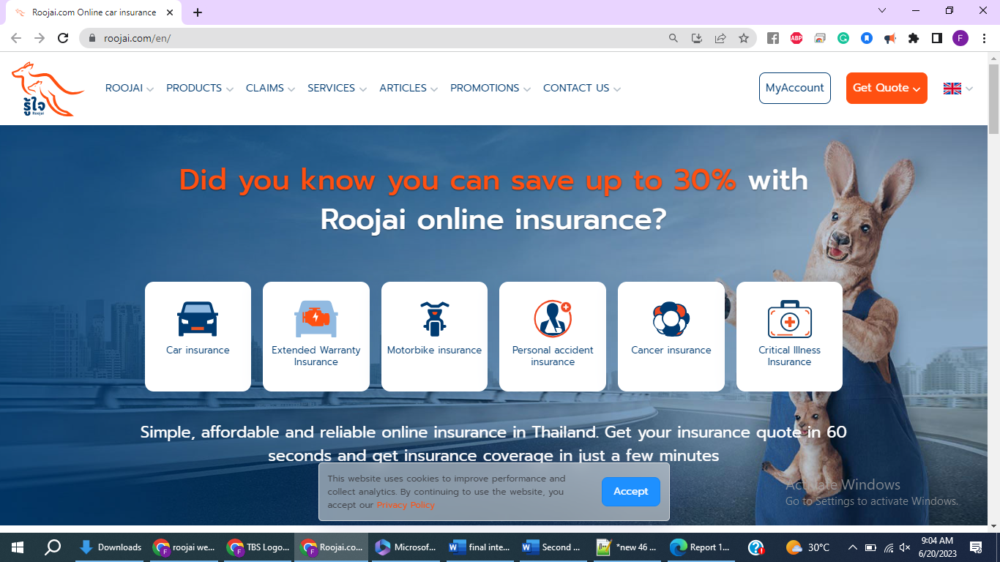 Roojai.com Online car insurance
roojai.com/en/
ABP
F
รู้ใจ
Roojai
ROOJAI
PRODUCTS
CLAIMS
SERVICES
ARTICLES
PROMOTIONS
CONTACT US
MyAccount
Get Quote
Did you know you can save up to 30% with
Roojai online insurance?
Car insurance
Extended Warranty
Insurance
Motorbike insurance
Personal accident
insurance
Cancer insurance
Critical Illness
Insurance
Simple, affordable and reliable online insurance in Thailand. Get your insurance quote in 60
seconds and get insurance coverage in just a few minutes
This website uses cookies to improve performance and
collect analytics. By continuing to use the website, you
accept our Privacy Policy
Accept
Activate Windows
Go to Settings to activate Windows.
Downloads
roojai we...
TBS Logo...
Roojai.co...
Microsof...
final inte...
Second ...
*new 46 ...
Report 1...
30°C
9:04 AM
6/20/2023